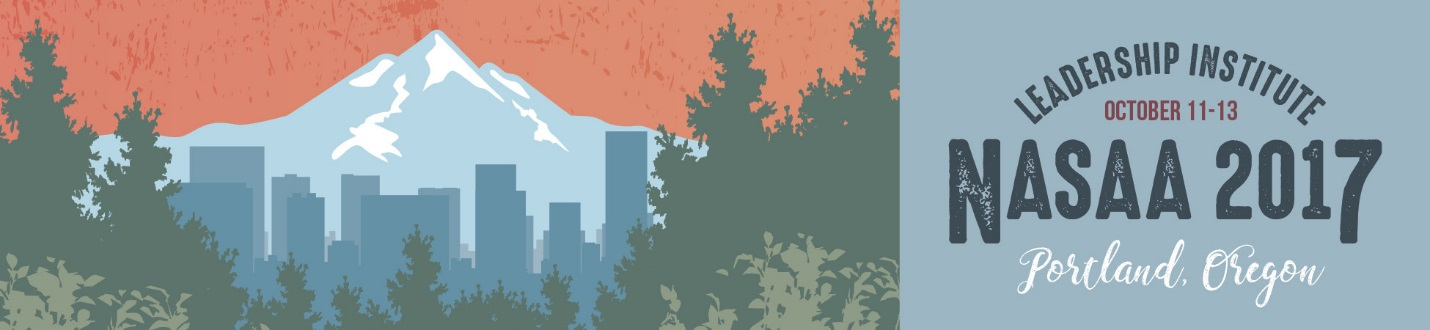 LEADERSHIP INSTITUTE
OCTOBER 11-13
NASAA 2017
Portland, Oregon